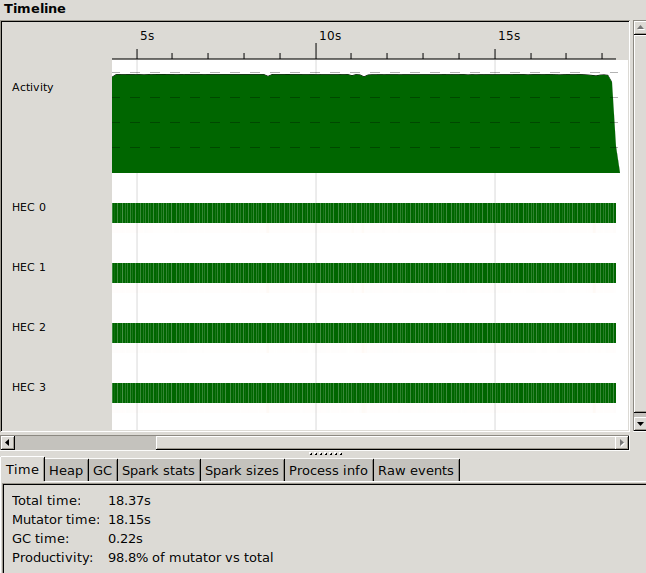 Timeline
5s 10s 15s
Activity
HEC 0
HEC 1
HEC 2
HEC 3
Time Heap GC Spark stats Spark sizes Process info Raw events
Total time: 18.37s
Mutator time: 18.15s
GC time: 0.22s
Productivity: 98.8% of mutator vs total